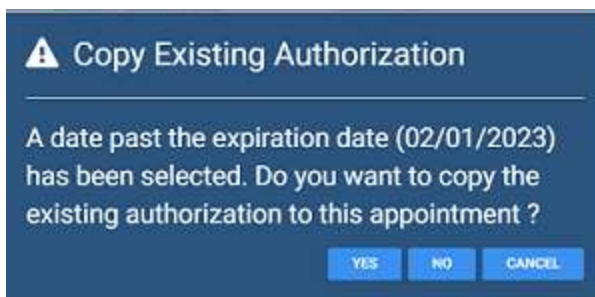 Copy Existing Authorization
A date past the expiration date (02/01/2023)
has been selected. Do you want to copy the
existing authorization to this appointment ?
YES NO CANCEL